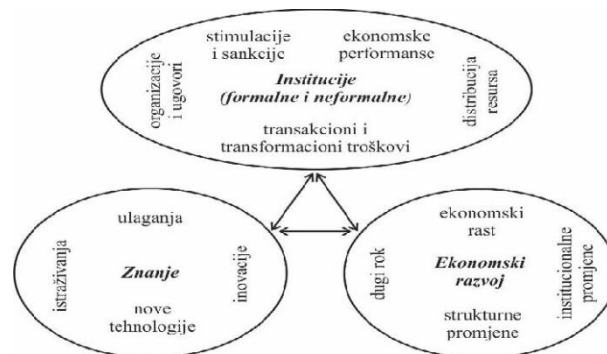 stimulacije
i sankcije
ekonomske
performanse
organizacije
i ugovori
Institucije
(formalne i neformalne)
distribucija
resursa
transakcioni i
transformacioni troškovi
ulaganja
istraživanja
Znanje
inovacije
nove
tehnologije
ekonomski
rast
dugi rok
Ekonomski
razvoj
institucionalne
promjene
strukturne
promjene